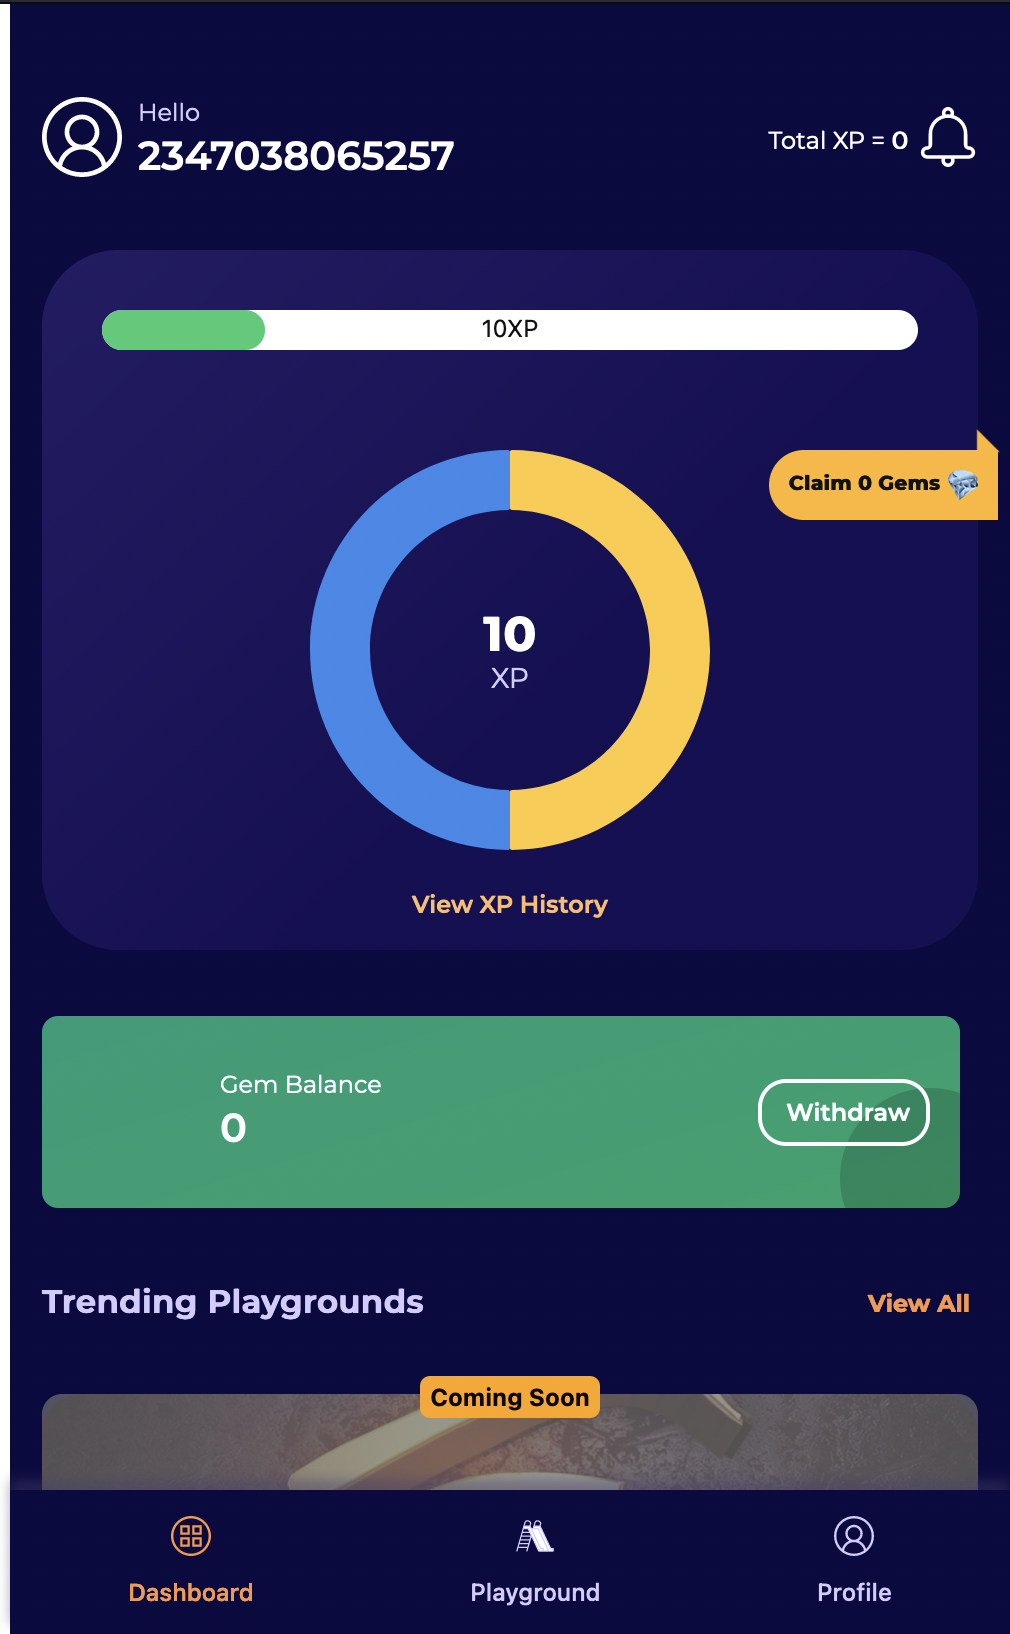 Hello
2347038065257
Total XP = 0
10XP
Claim 0 Gems
10
XP
View XP History
Gem Balance
0
Withdraw
Trending Playgrounds
View All
Coming Soon
Dashboard
Playground
Profile